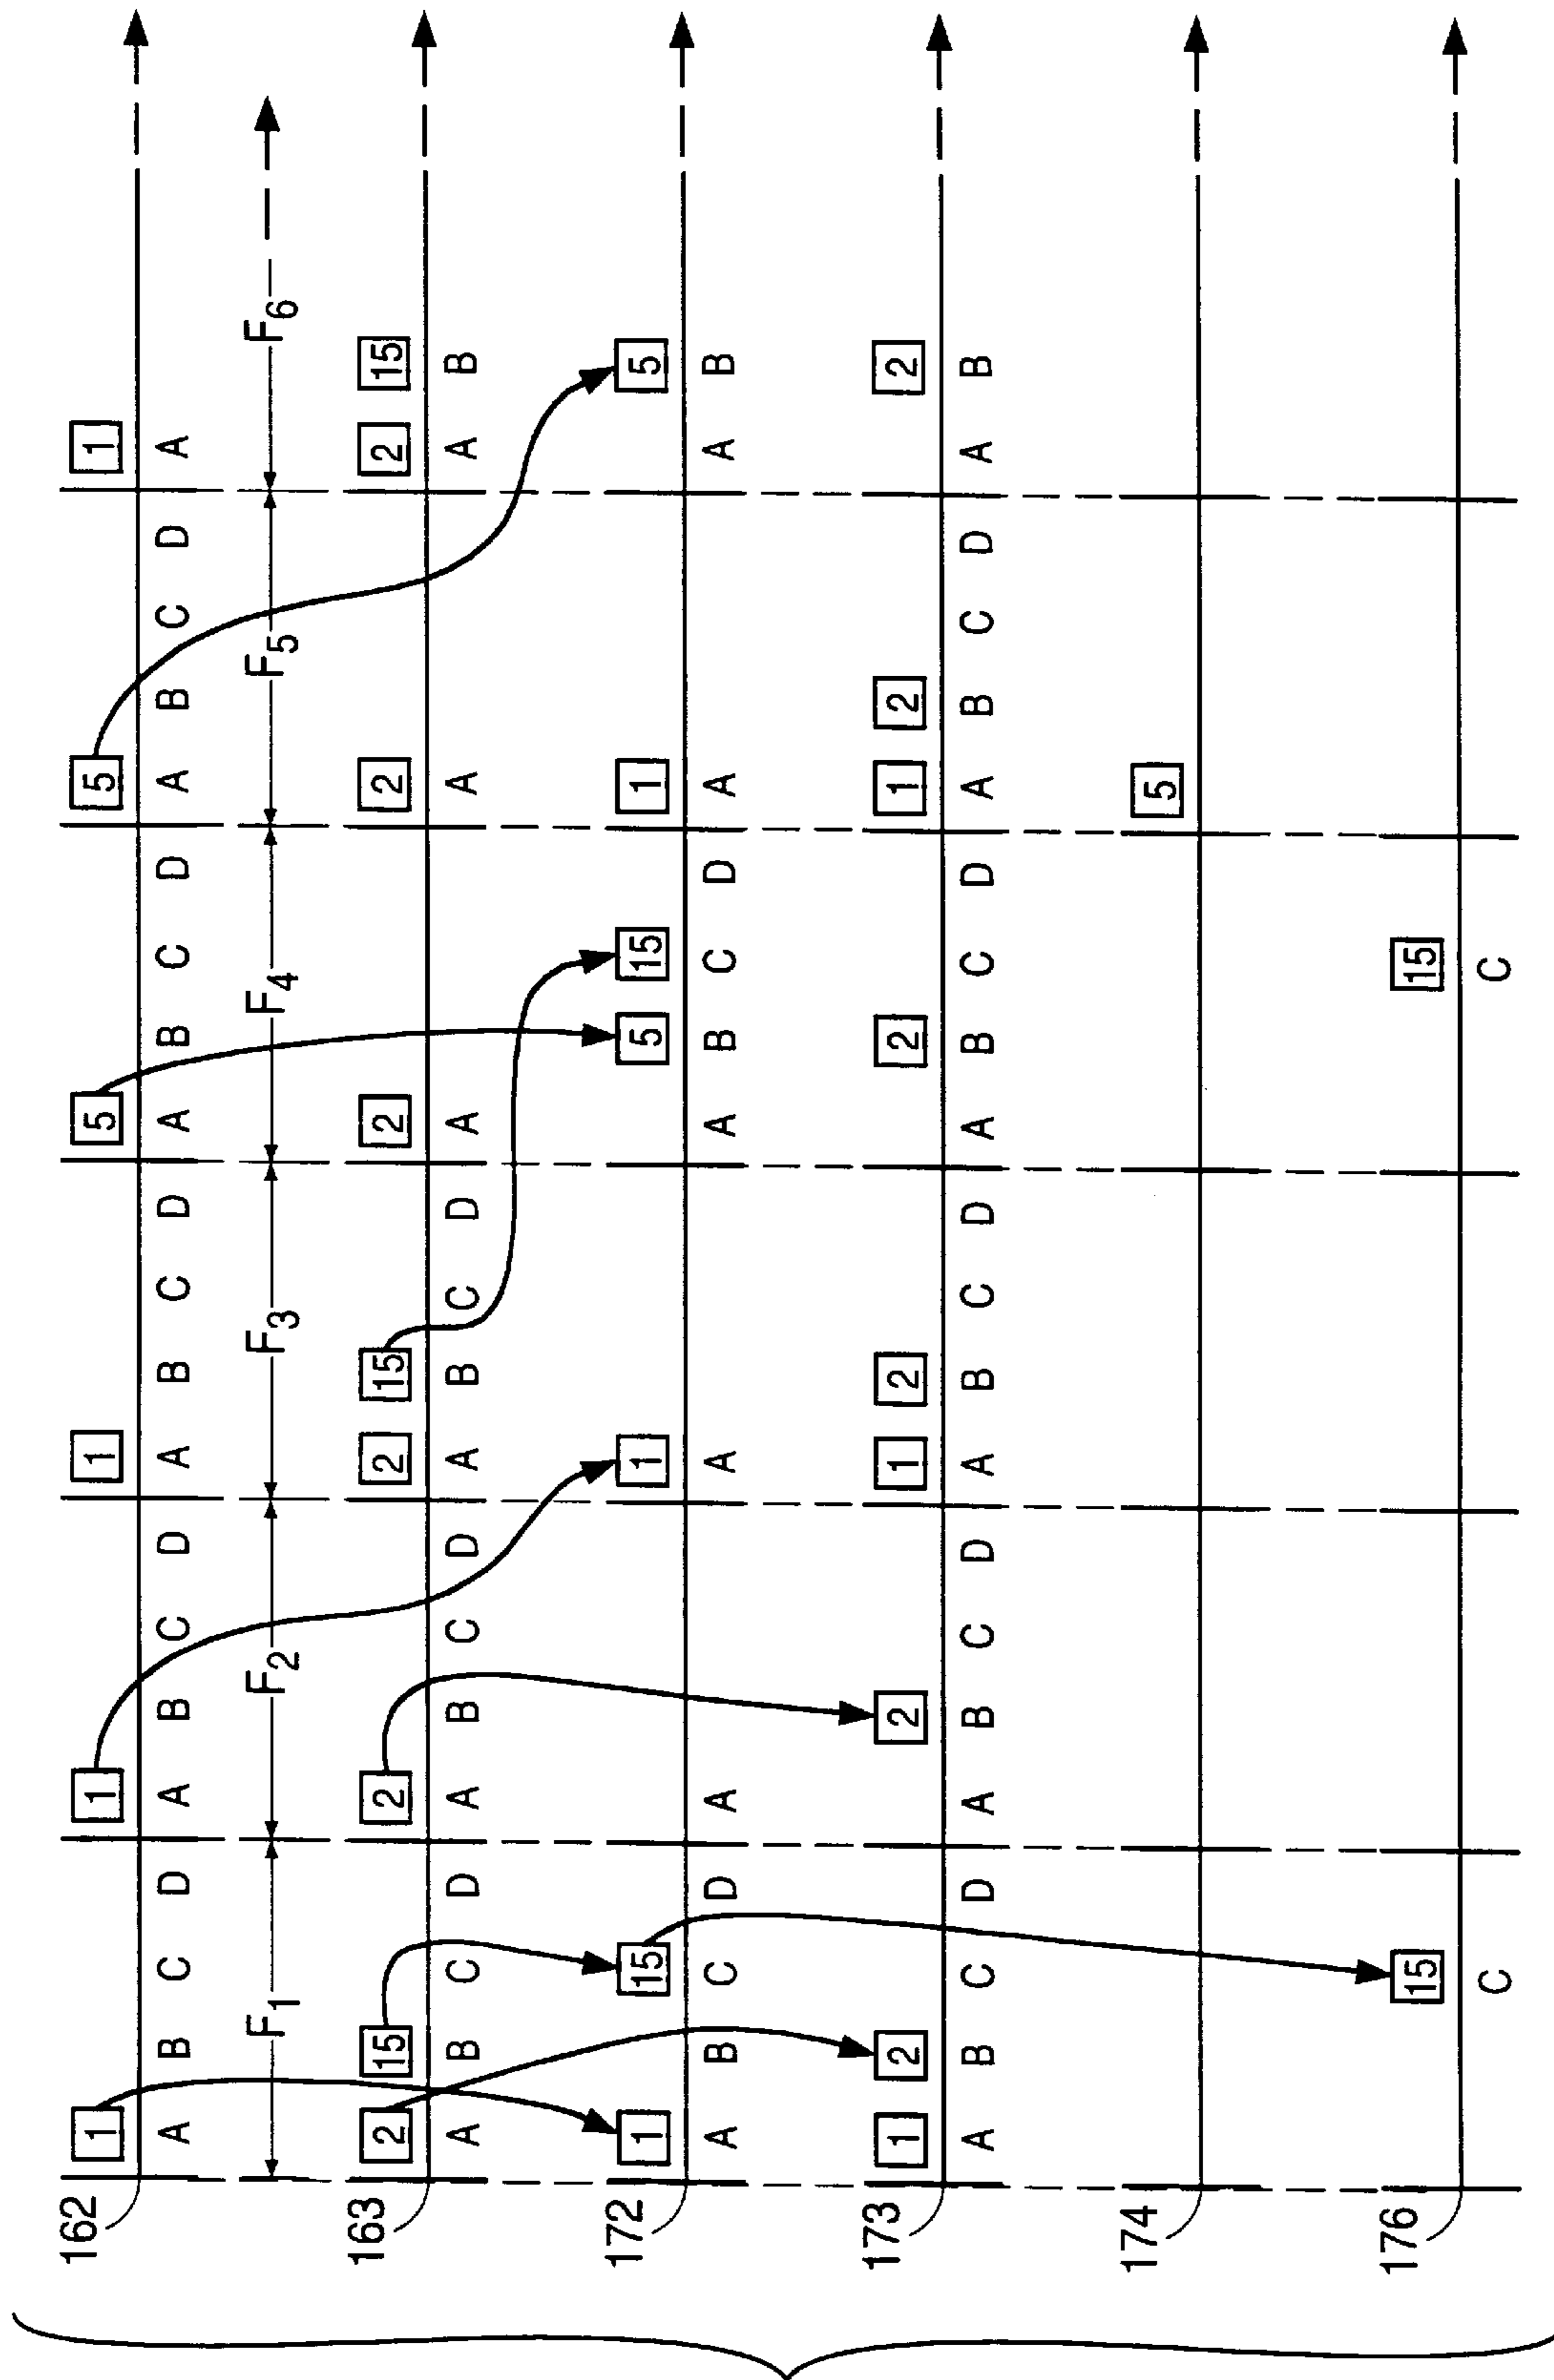 1 1 1 5 5 1
162
A B C D A B C D A B C D A B C D A B C D A
F1 F2 F3 F4 F5 F6
2 15 2 2 15 2 2 2 15
163
A B C D A B C D A B C D A A A B
1 15 1 5 15 1 5
172
A B C D A A A B C D A A B
1 2 2 1 2 2 1 2 2
173
A B C D A B C D A B C D A B C D A B C D A B
5
174
15 15
176
C C